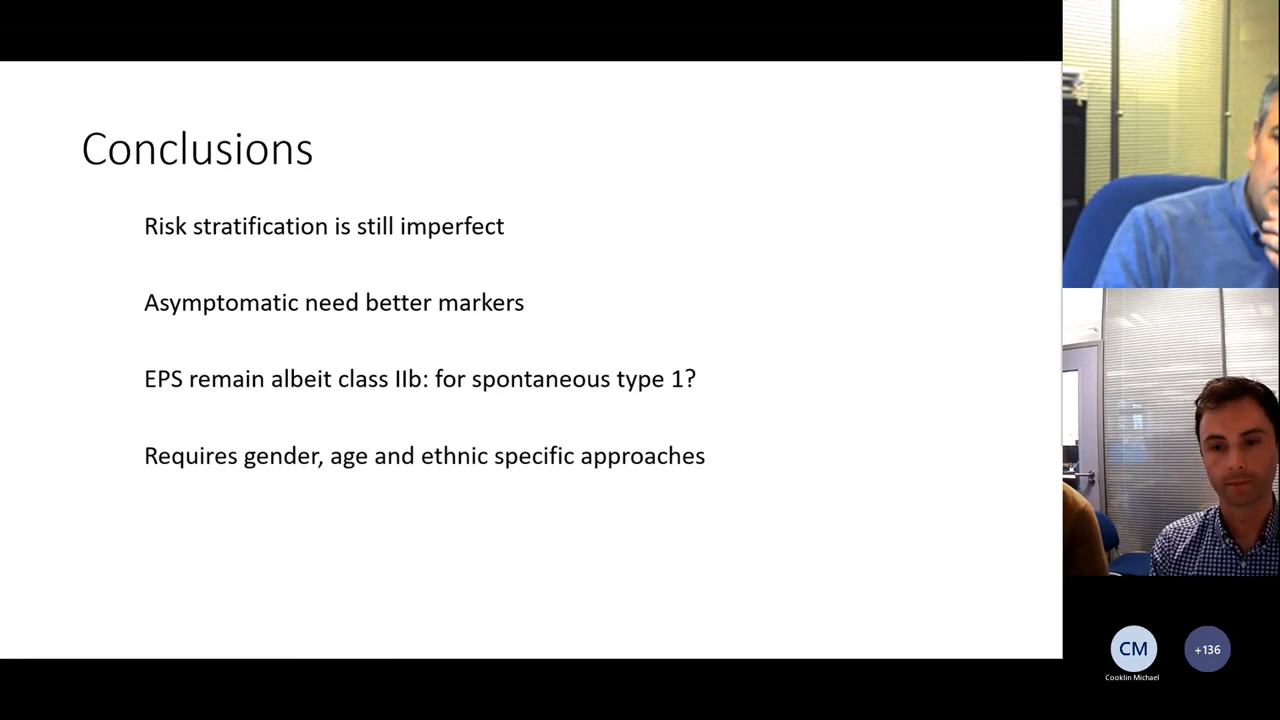 Conclusions
Risk stratification is still imperfect
Asymptomatic need better markers
EPS remain albeit class IIb: for spontaneous type 1?
Requires gender, age and ethnic specific approaches
CM
+136
Cooklin Michael